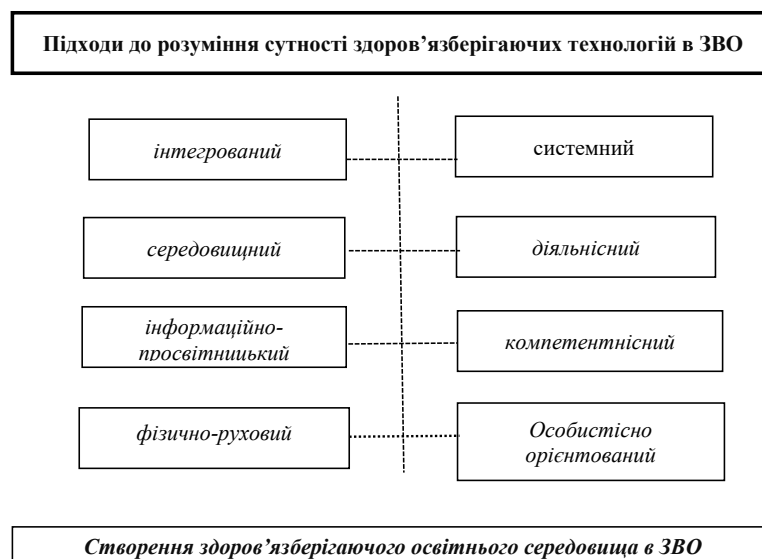 Підходи до розуміння сутності здоров’язберігаючих технологій в ЗВО
інтегрований
системний
середовищний
діяльнісний
інформаційно-
просвітницький
компетентнісний
фізично-руховий
Особистісно
орієнтований
Створення здоров’язберігаючого освітнього середовища в ЗВО